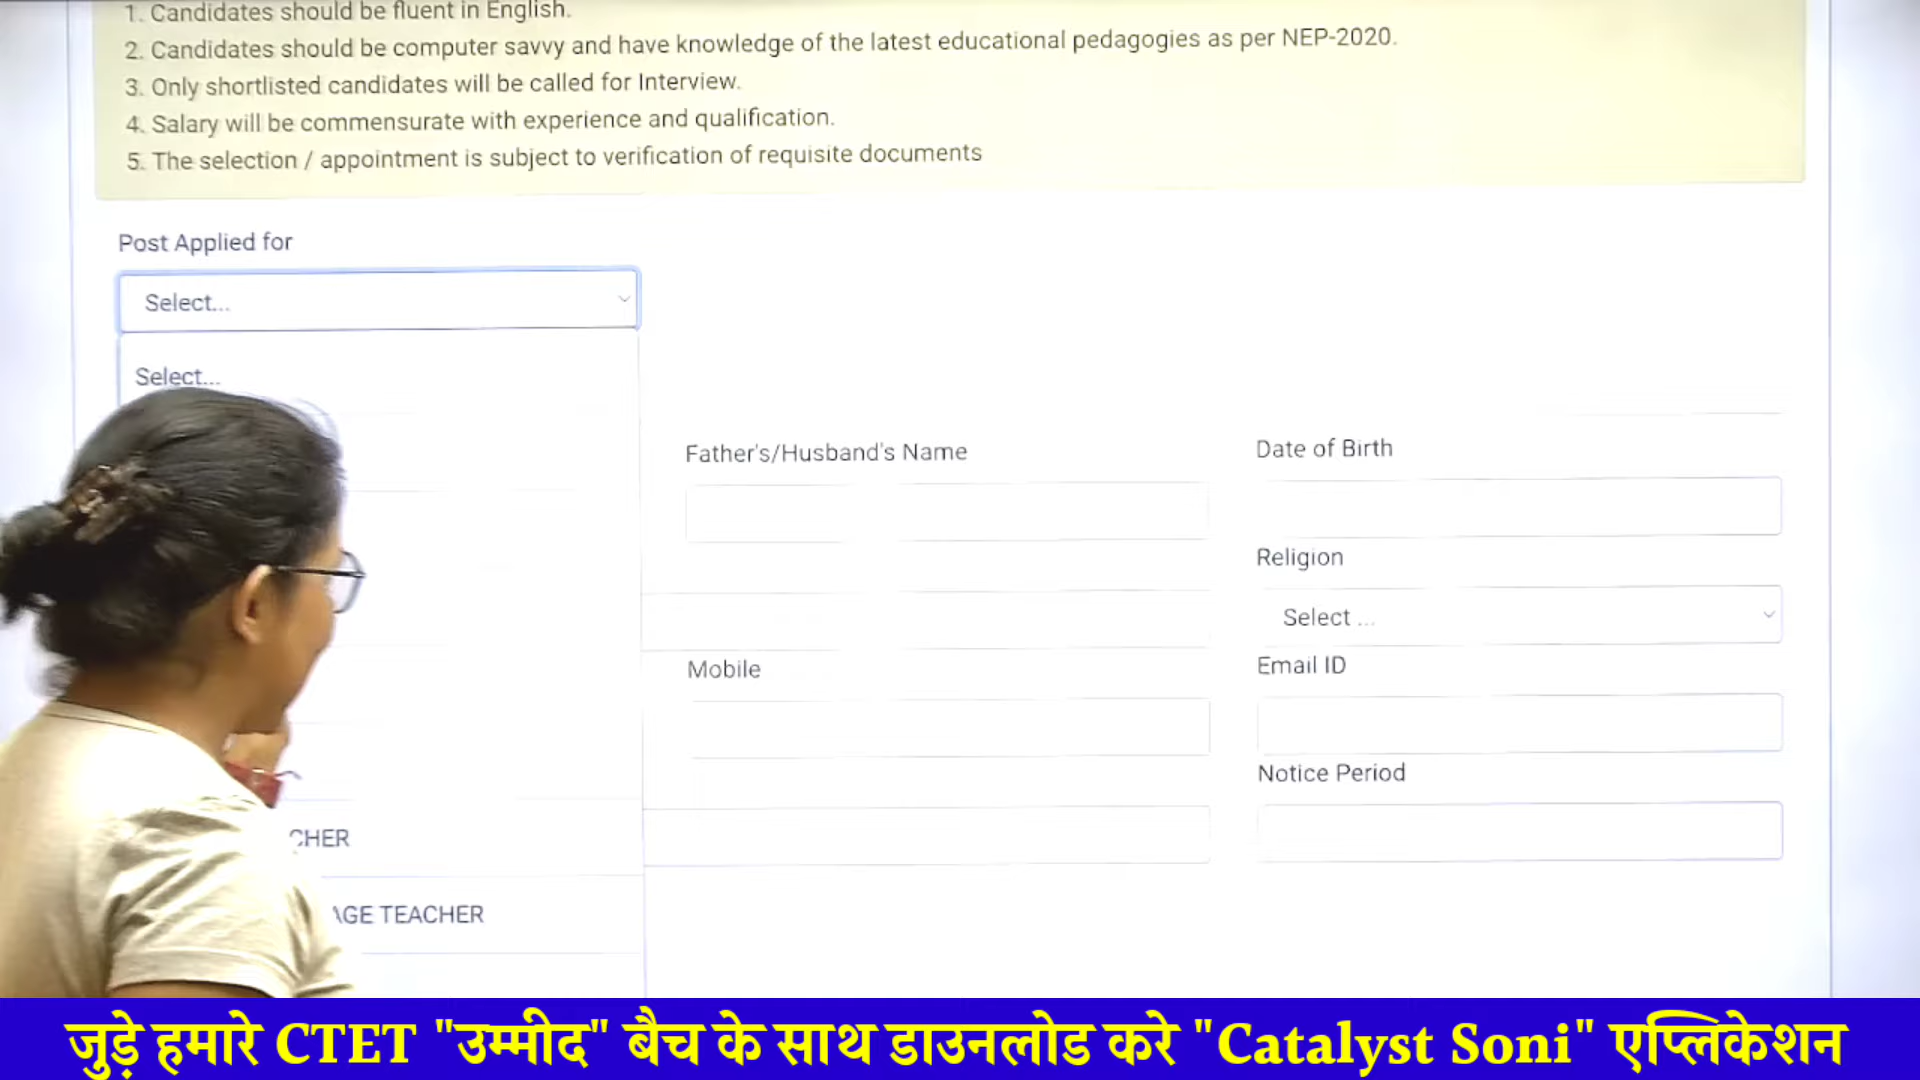 1. Candidates should be fluent in English.
2. Candidates should be computer savvy and have knowledge of the latest educational pedagogies as per NEP-2020.
3. Only shortlisted candidates will be called for Interview.
4. Salary will be commensurate with experience and qualification.
5. The selection / appointment is subject to verification of requisite documents
Post Applied for
Select...
Select...
Father's/Husband's Name
Date of Birth
Religion
Select ...
Mobile
Email ID
Notice Period
CHER
AGE TEACHER
जुड़े हमारे CTET "उम्मीद" बैच के साथ डाउनलोड करे "Catalyst Soni" एप्लिकेशन